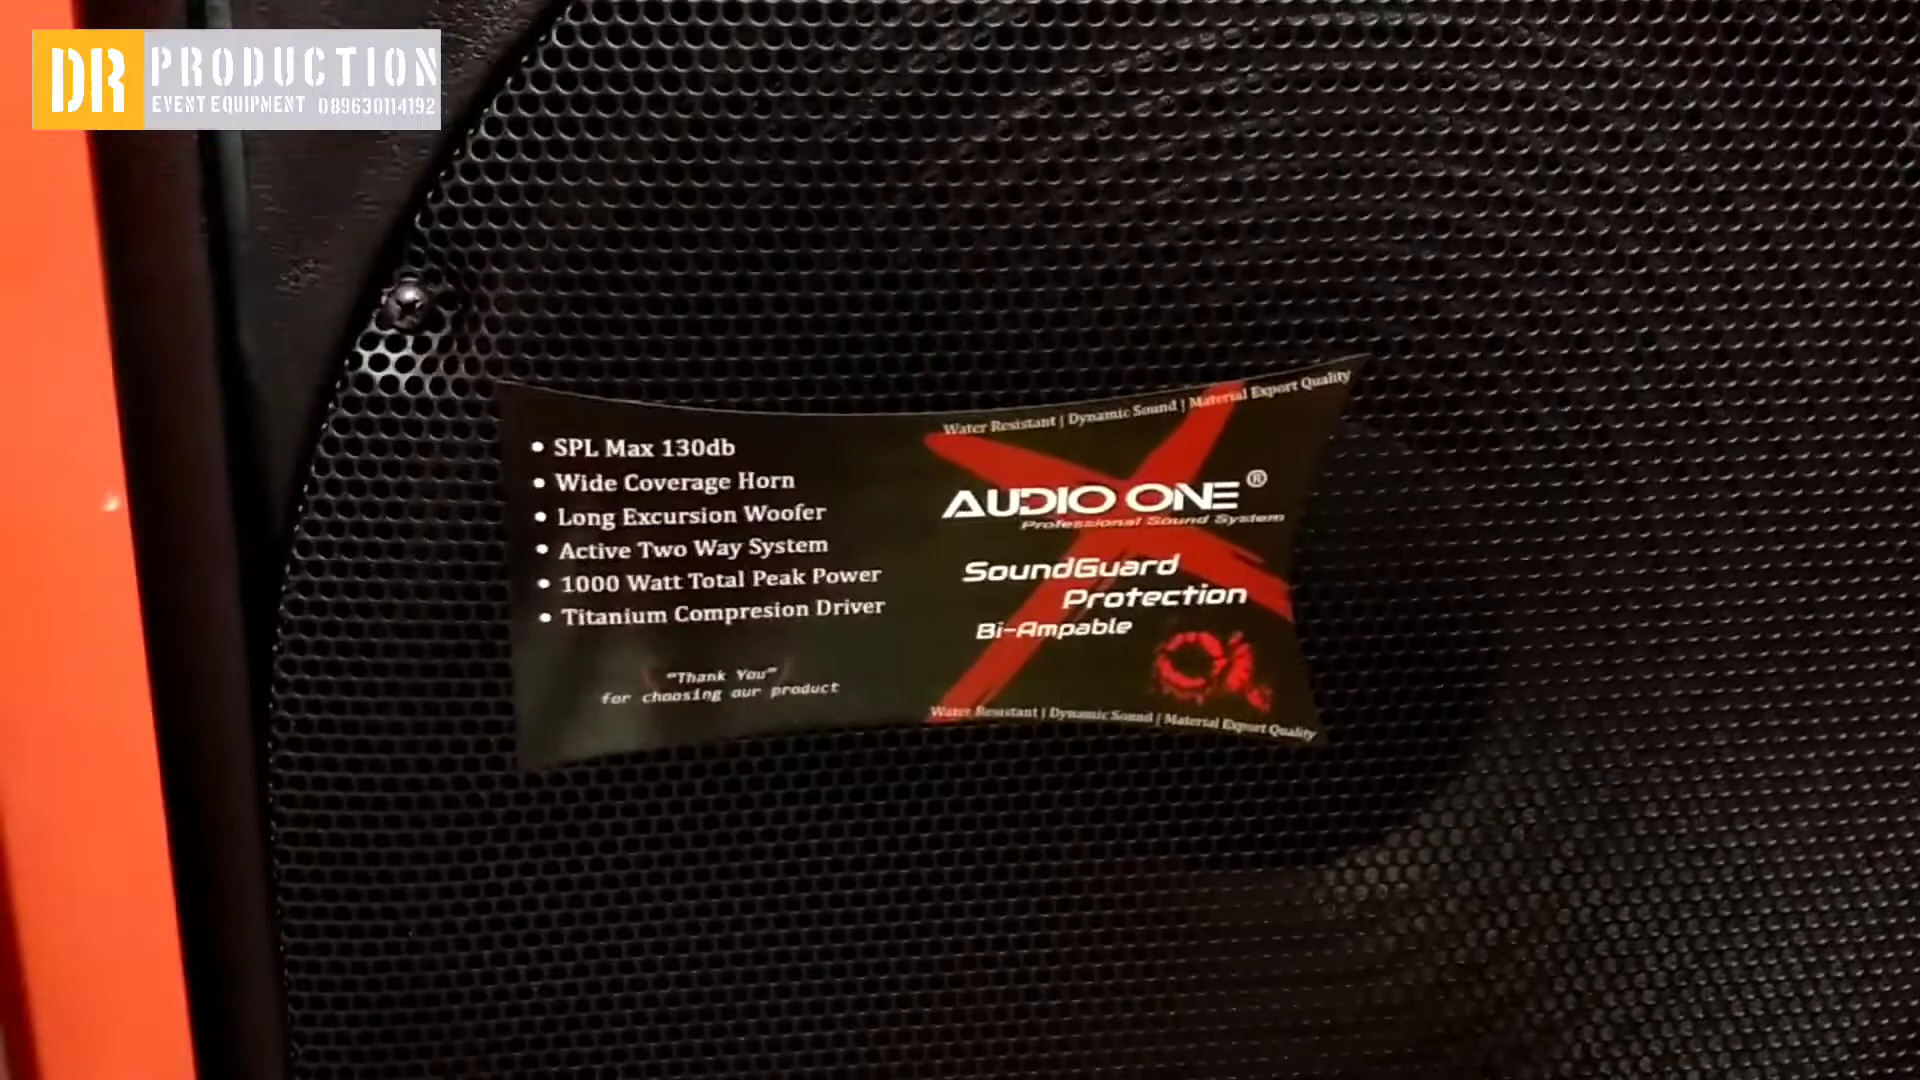 DR PRODUCTION
EVENT EQUIPMENT 089630114192
• SPL Max 130db
• Wide Coverage Horn
• Long Excursion Woofer
• Active Two Way System
• 1000 Watt Total Peak Power
• Titanium Compresion Driver
"Thank You"
for choosing our product
Water Resistant | Dynamic Sound | Material Export Quality
AUDIO ONE ®
Professional Sound System
SoundGuard
Protection
Bi-Ampable
Water Resistant | Dynamic Sound | Material Export Quality